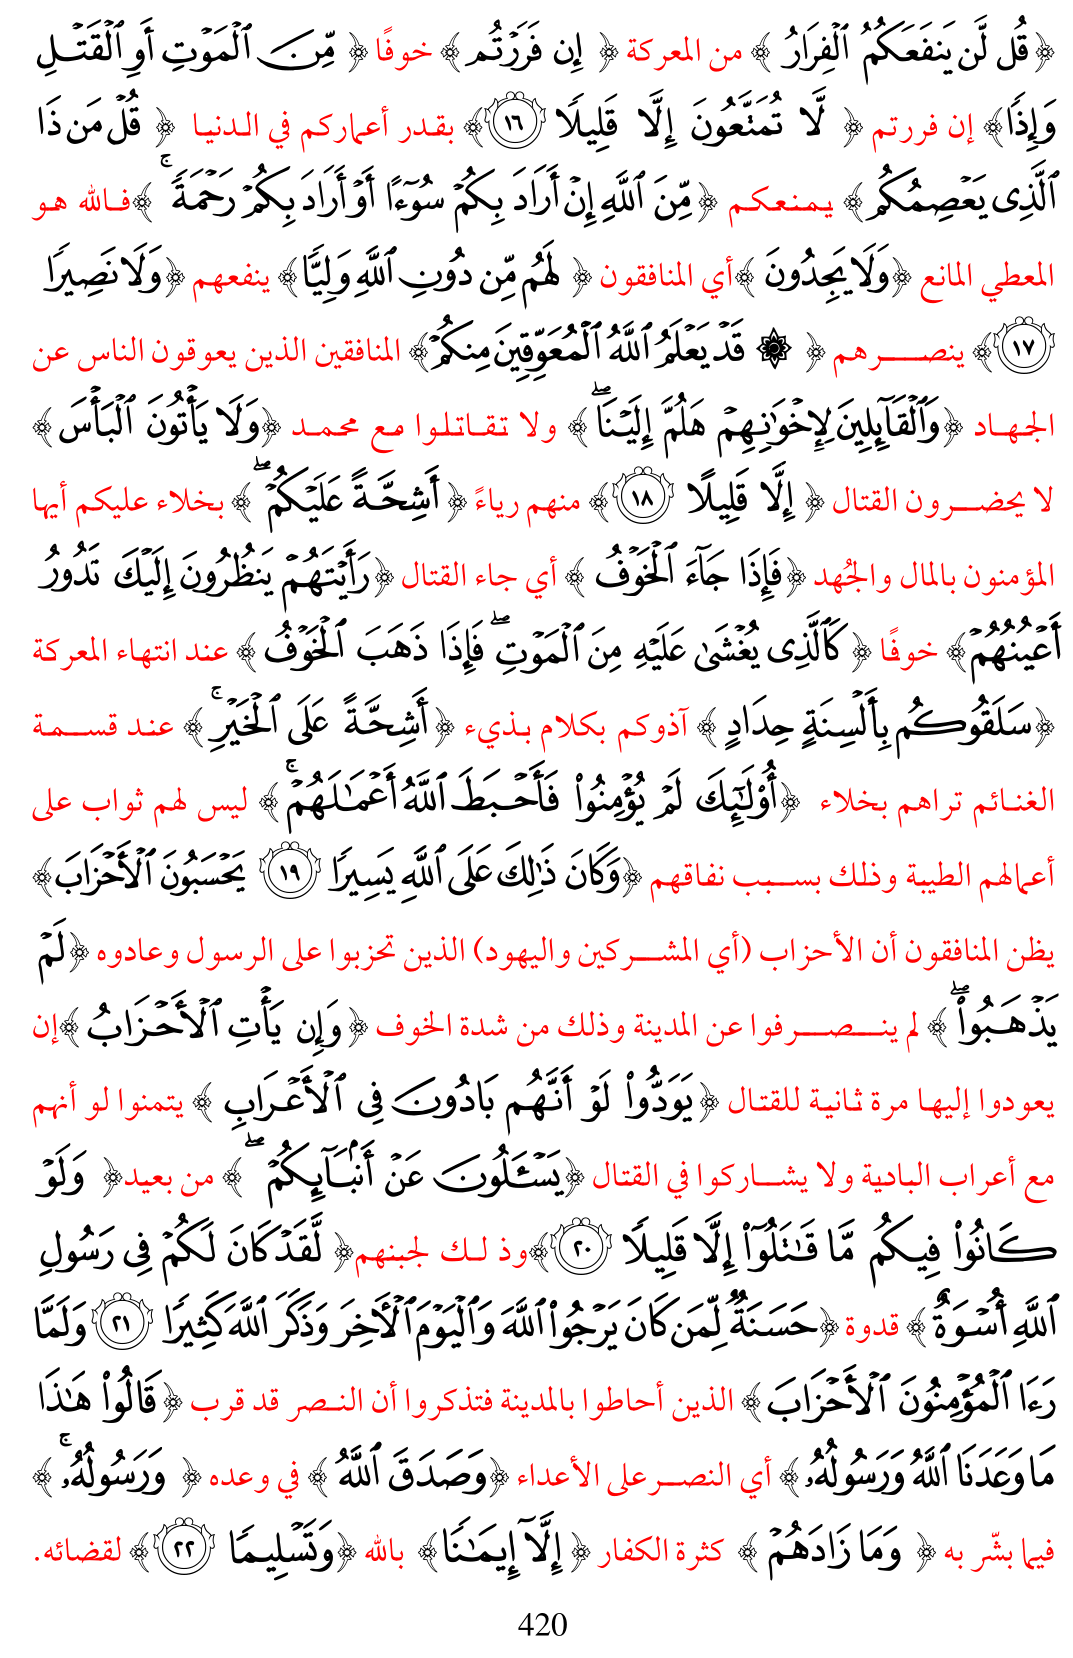 ﴿قُل لَّن يَنفَعَكُمُ ٱلۡفِرَارُ ﴾ من المعركة ﴿ إِن فَرَرۡتُم ﴾ خوفًا ﴿ مِّنَ ٱلۡمَوۡتِ أَوِ ٱلۡقَتۡلِ
وَإِذٗا﴾ إن فررتم ﴿ لَّا تُمَتَّعُونَ إِلَّا قَلِيلٗا ١٦﴾ بقدر أعماركم في الدنيا ﴿ قُلۡ مَن ذَا
ٱلَّذِي يَعۡصِمُكُم ﴾ يمنعكم ﴿مِّنَ ٱللَّهِ إِنۡ أَرَادَ بِكُمۡ سُوٓءًا أَوۡ أَرَادَ بِكُمۡ رَحۡمَةٗۚ ﴾فالله هو
المعطي المانع ﴿وَلَا يَجِدُونَ ﴾أي المنافقون ﴿ لَهُم مِّن دُونِ ٱللَّهِ وَلِيّٗا﴾ ينفعهم ﴿وَلَا نَصِيرٗا
١٧﴾ ينصرهم ﴿ ۞ قَدۡ يَعۡلَمُ ٱللَّهُ ٱلۡمُعَوِّقِينَ مِنكُمۡ﴾ المنافقين الذين يعوقون الناس عن
الجهاد ﴿وَٱلۡقَآئِلِينَ لِإِخۡوَٰنِهِمۡ هَلُمَّ إِلَيۡنَاۖ ﴾ ولا تقاتلوا مع محمد ﴿وَلَا يَأۡتُونَ ٱلۡبَأۡسَ ﴾
لا يحضرون القتال ﴿ إِلَّا قَلِيلًا ١٨﴾ منهم رياءً ﴿ أَشِحَّةً عَلَيۡكُمۡۖ ﴾ بخلاء عليكم أيها
المؤمنون بالمال والجُهد ﴿فَإِذَا جَآءَ ٱلۡخَوۡفُ ﴾ أي جاء القتال ﴿رَأَيۡتَهُمۡ يَنظُرُونَ إِلَيۡكَ تَدُورُ
أَعۡيُنُهُمۡ﴾ خوفًا ﴿ كَٱلَّذِي يُغۡشَىٰ عَلَيۡهِ مِنَ ٱلۡمَوۡتِۖ فَإِذَا ذَهَبَ ٱلۡخَوۡفُ ﴾ عند انتهاء المعركة
﴿سَلَقُوكُم بِأَلۡسِنَةٍ حِدَادٍ ﴾ آذوكم بكلام بذيء ﴿أَشِحَّةً عَلَى ٱلۡخَيۡرِۚ ﴾ عند قسمة
الغنائم تراهم بخلاء ﴿أُوْلَٰٓئِكَ لَمۡ يُؤۡمِنُواْ فَأَحۡبَطَ ٱللَّهُ أَعۡمَٰلَهُمۡۚ ﴾ ليس لهم ثواب على
أعمالهم الطيبة وذلك بسبب نفاقهم ﴿وَكَانَ ذَٰلِكَ عَلَى ٱللَّهِ يَسِيرٗا ١٩ يَحۡسَبُونَ ٱلۡأَحۡزَابَ﴾
يظن المنافقون أن الأحزاب (أي المشركين واليهود) الذين تحزبوا على الرسول وعادوه ﴿لَمۡ
يَذۡهَبُواْۖ ﴾ لم ينصرفوا عن المدينة وذلك من شدة الخوف ﴿ وَإِن يَأۡتِ ٱلۡأَحۡزَابُ ﴾إن
يعودوا إليها مرة ثانية للقتال ﴿يَوَدُّواْ لَوۡ أَنَّهُم بَادُونَ فِي ٱلۡأَعۡرَابِ ﴾ يتمنوا لو أنهم
مع أعراب البادية ولا يشاركوا في القتال ﴿يَسۡـَٔلُونَ عَنۡ أَنۢبَآئِكُمۡۖ ﴾ من بعيد﴿ وَلَوۡ
كَانُواْ فِيكُم مَّا قَٰتَلُوٓاْ إِلَّا قَلِيلٗا ٢٠﴾وذ لك لجبنهم﴿ لَّقَدۡ كَانَ لَكُمۡ فِي رَسُولِ
ٱللَّهِ أُسۡوَةٌ ﴾ قدوة ﴿حَسَنَةٞ لِّمَن كَانَ يَرۡجُواْ ٱللَّهَ وَٱلۡيَوۡمَ ٱلۡأٓخِرَ وَذَكَرَ ٱللَّهَ كَثِيرٗا ٢١ وَلَمَّا
رَءَا ٱلۡمُؤۡمِنُونَ ٱلۡأَحۡزَابَ ﴾ الذين أحاطوا بالمدينة فتذكروا أن النصر قد قرب ﴿قَالُواْ هَٰذَا
مَا وَعَدَنَا ٱللَّهُ وَرَسُولُهُۥ ﴾ أي النصر على الأعداء ﴿وَصَدَقَ ٱللَّهُ ﴾ في وعده ﴿ وَرَسُولُهُۥۚ ﴾
فيما بشّر به ﴿ وَمَا زَادَهُمۡ ﴾ كثرة الكفار ﴿ إِلَّآ إِيمَٰنٗا ﴾ بالله ﴿وَتَسۡلِيمٗا ٢٢﴾ لقضائه.
420